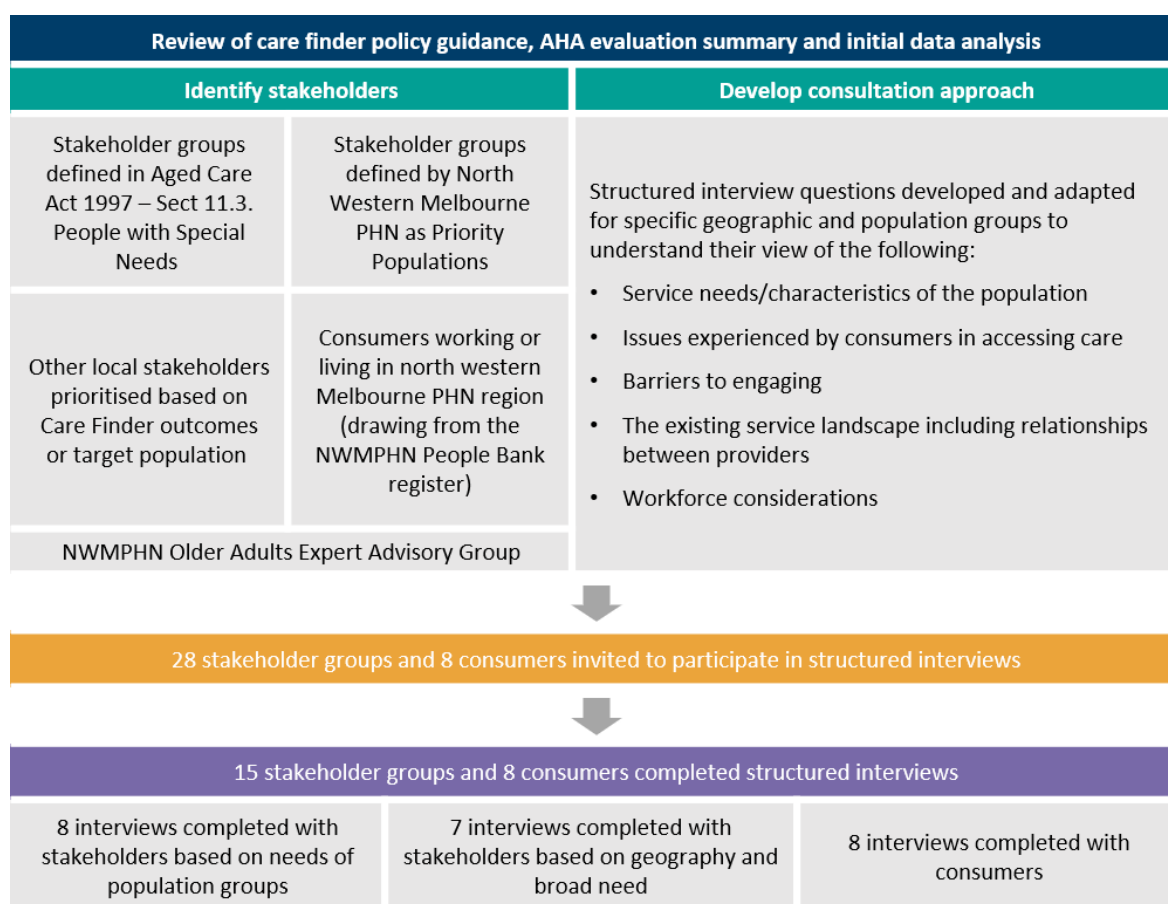 Review of care finder policy guidance, AHA evaluation summary and initial data analysis
Identify stakeholders
Stakeholder groups
defined in Aged Care
Act 1997 – Sect 11.3.
People with Special
Needs
Stakeholder groups
defined by North
Western Melbourne
PHN as Priority
Populations
Other local stakeholders
prioritised based on
Care Finder outcomes
or target population
Consumers working or
living in north western
Melbourne PHN region
(drawing from the
NWMPHN People Bank
register)
NWMPHN Older Adults Expert Advisory Group
Develop consultation approach
Structured interview questions developed and adapted
for specific geographic and population groups to
understand their view of the following:
• Service needs/characteristics of the population
• Issues experienced by consumers in accessing care
• Barriers to engaging
• The existing service landscape including relationships
between providers
• Workforce considerations
28 stakeholder groups and 8 consumers invited to participate in structured interviews
15 stakeholder groups and 8 consumers completed structured interviews
8 interviews completed with
stakeholders based on needs of
population groups
7 interviews completed with
stakeholders based on geography and
broad need
8 interviews completed with
consumers